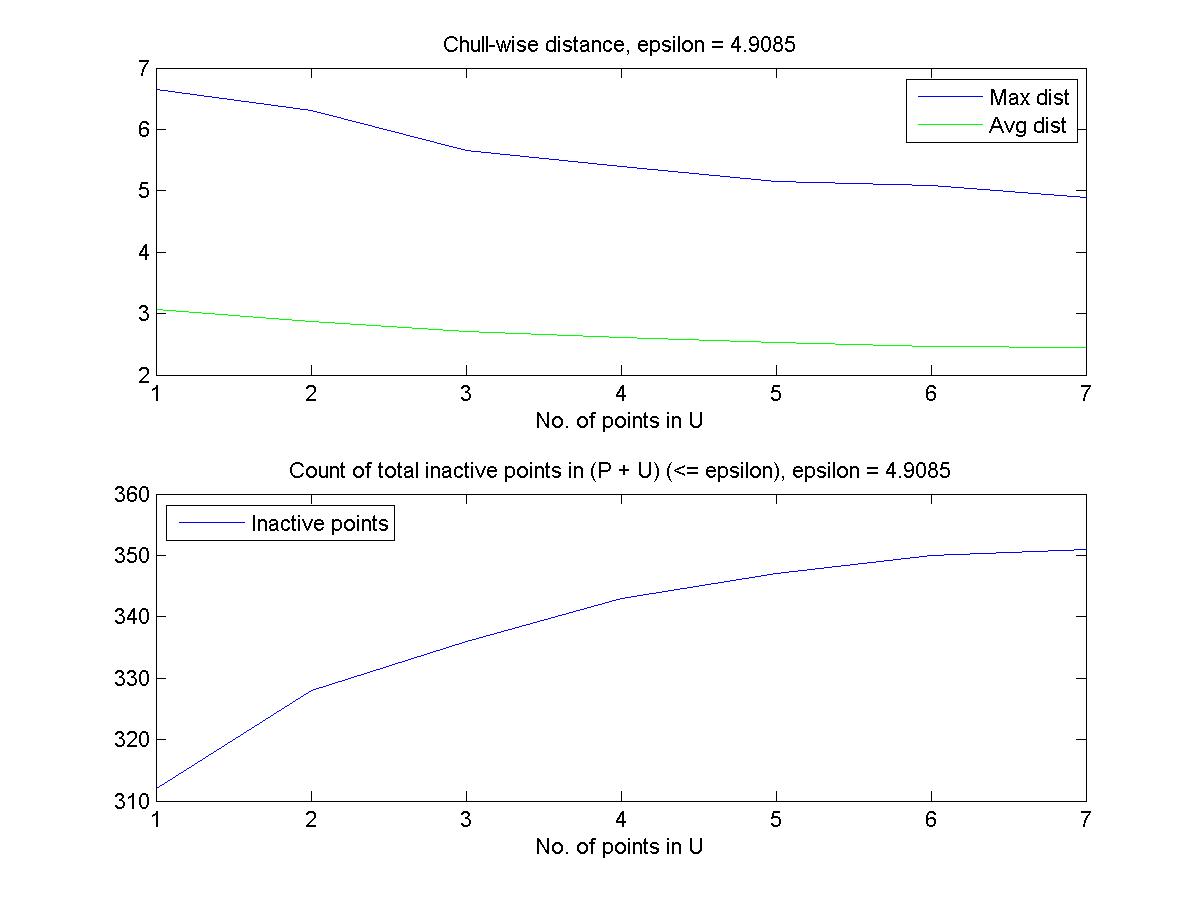 Chull-wise distance, epsilon = 4.9085
7
6
5
4
3
2
Max dist
Avg dist
1 2 3 4 5 6 7
No. of points in U
Count of total inactive points in (P + U) (<= epsilon), epsilon = 4.9085
360
350
340
330
320
310
Inactive points
1 2 3 4 5 6 7
No. of points in U